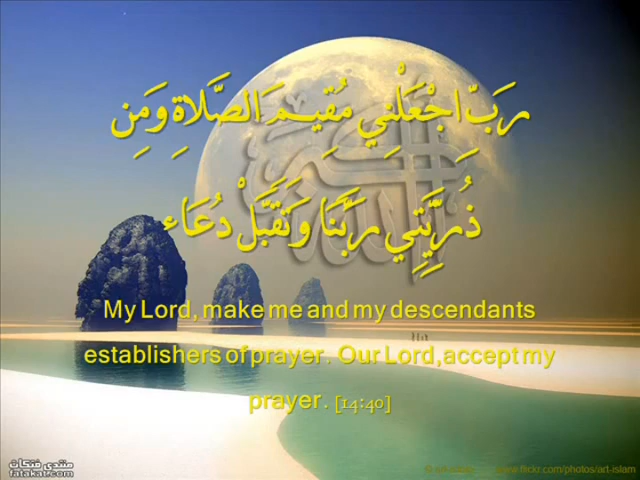 رَبِّ اجْعَلْنِي مُقِيمَ الصَّلَاةِ وَمِنِ
ذُرِّيَّتِي رَبَّنَا وَتَقَبَّلْ دُعَاء
My Lord, make me and my descendants
establishers of prayer. Our Lord, accept my
prayer. [14:40]
منتدى فتكات
fatakat.com
www.flickr.com/photos/art-islam